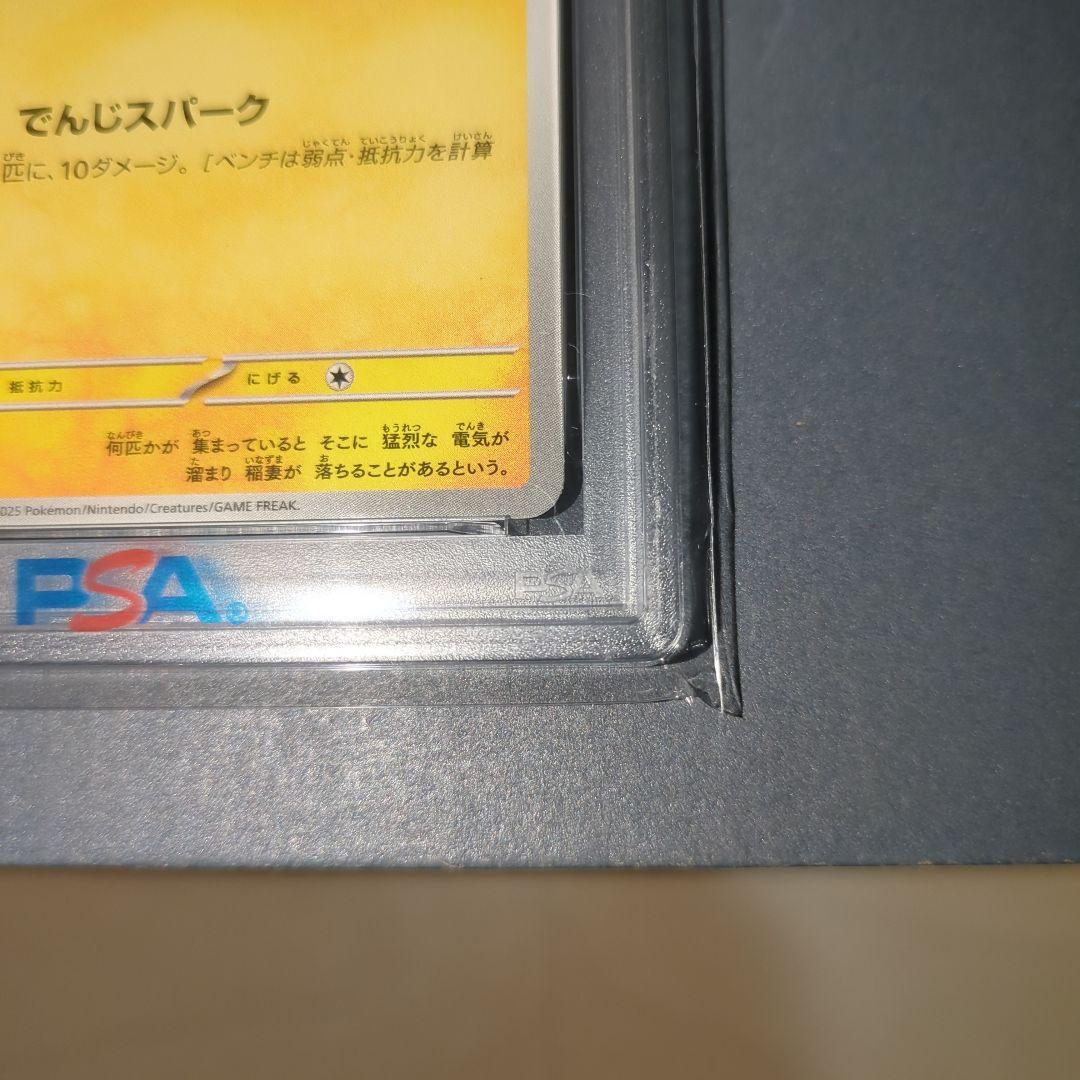 でんじスパーク
匹に、10ダメージ。[ベンチは弱点・抵抗力を計算
抵抗力 にげる
何匹かが 集まっていると そこに 猛烈な 電気が
溜まり 稲妻が 落ちることがあるという。
025 Pokémon/Nintendo/Creatures/GAME FREAK.
PSA®
PSA